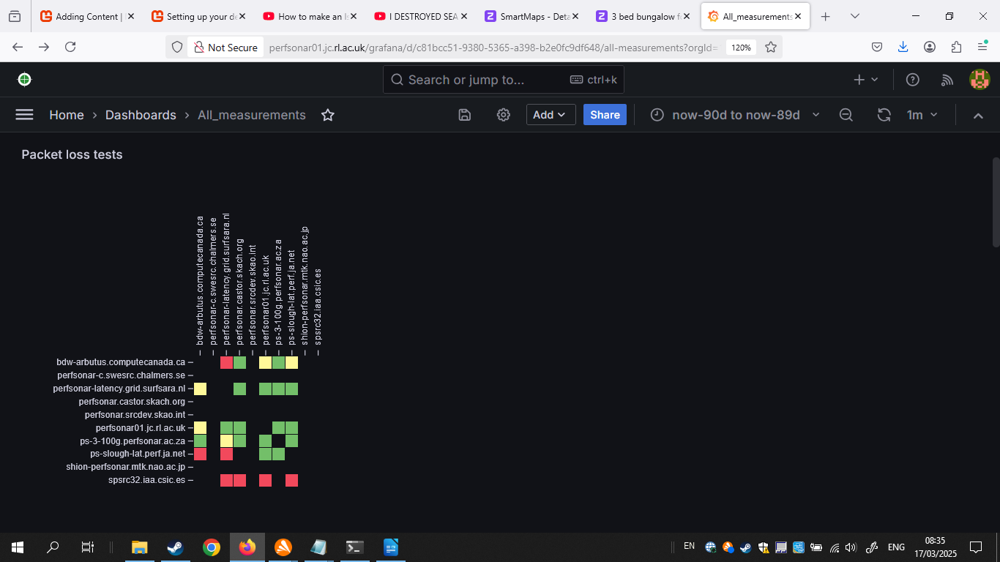 Adding Content | 
Setting up your de
How to make an Is
I DESTROYED SEA
SmartMaps - Deta
3 bed bungalow fo
All_measurements
Not Secure
perfsonar01.jc.rl.ac.uk/grafana/d/c81bcc51-9380-5365-a398-b2e0fc9df648/all-measurements?orgId=
120%
Search or jump to...
ctrl+k
Home › Dashboards › All_measurements
Add
Share
now-90d to now-89d
1m
Packet loss tests
bdw-arbutus.computecanada.ca
perfsonar-c.swesrc.chalmers.se
perfsonar-latency.grid.surfsara.nl
perfsonar.castor.skach.org
perfsonar.srcdev.skao.int
perfsonar01.jc.rl.ac.uk
ps-3-100g.perfsonar.ac.za
ps-slough-lat.perf.ja.net
shion-perfsonar.mtk.nao.ac.jp
spsrc32.iaa.csic.es
bdw-arbutus.computecanada.ca
perfsonar-c.swesrc.chalmers.se
perfsonar-latency.grid.surfsara.nl
perfsonar.castor.skach.org
perfsonar.srcdev.skao.int
perfsonar01.jc.rl.ac.uk
ps-3-100g.perfsonar.ac.za
ps-slough-lat.perf.ja.net
shion-perfsonar.mtk.nao.ac.jp
spsrc32.iaa.csic.es
EN
ENG
08:35
17/03/2025